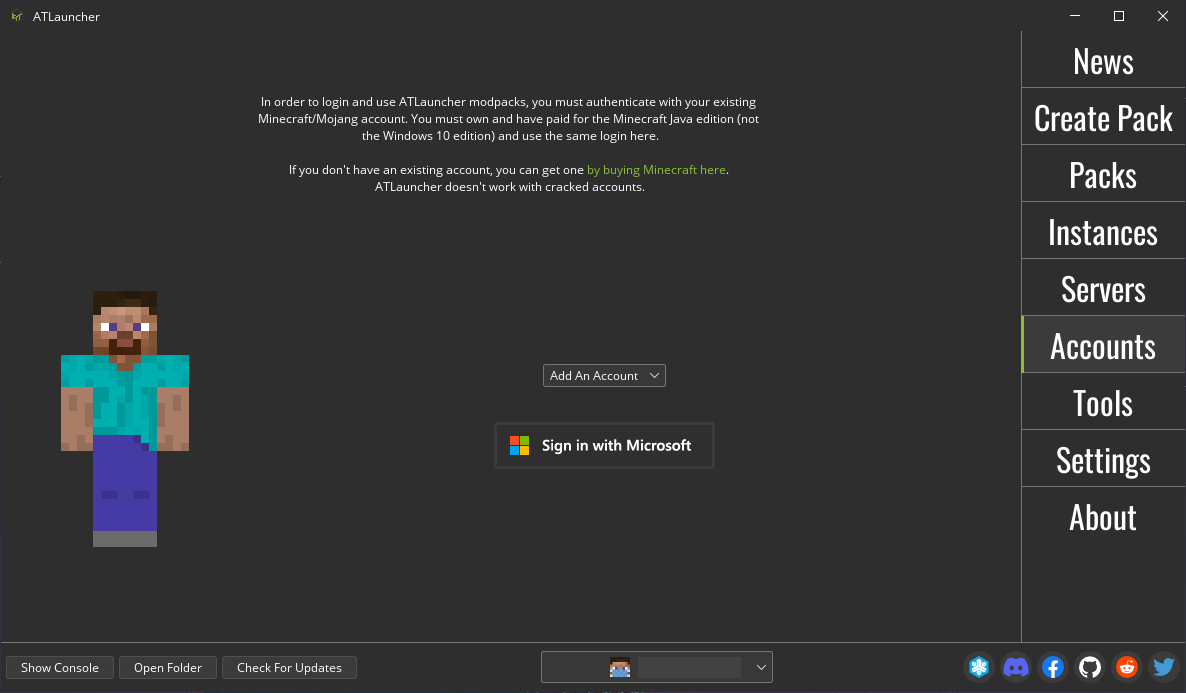 ATLauncher
In order to login and use ATLauncher modpacks, you must authenticate with your existing
Minecraft/Mojang account. You must own and have paid for the Minecraft Java edition (not
the Windows 10 edition) and use the same login here.
If you don't have an existing account, you can get one by buying Minecraft here.
ATLauncher doesn't work with cracked accounts.
Add An Account
Sign in with Microsoft
News
Create Pack
Packs
Instances
Servers
Accounts
Tools
Settings
About
Show Console
Open Folder
Check For Updates